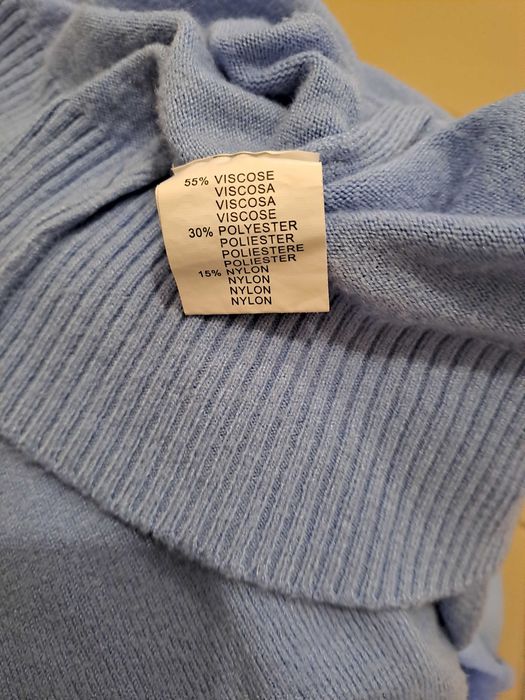 55% VISCOSE
VISCOSA
VISCOSA
VISCOSE
30% POLYESTER
POLIESTER
POLIESTERE
POLIESTER
15% NYLON
NYLON
NYLON
NYLON